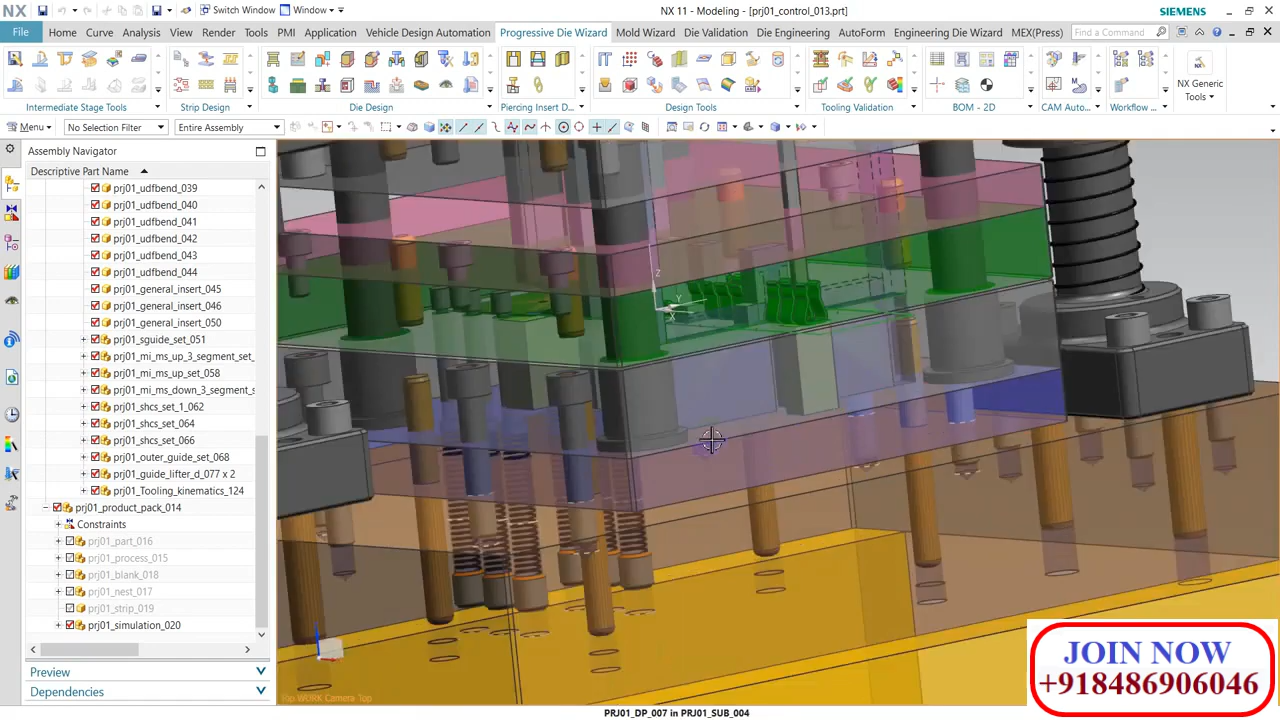 NX
Switch Window
Window
NX 11 - Modeling - [prj01_control_013.prt]
SIEMENS
File
Home
Curve
Analysis
View
Render
Tools
PMI
Application
Vehicle Design Automation
Progressive Die Wizard
Mold Wizard
Die Validation
Die Engineering
AutoForm
Engineering Die Wizard
MEX(Press)
Find a Command
Intermediate Stage Tools
Strip Design
Die Design
Piercing Insert D...
Design Tools
Tooling Validation
BOM - 2D
CAM Auto...
Workflow ...
NX Generic
Tools
Menu
No Selection Filter
Entire Assembly
Assembly Navigator
Descriptive Part Name
prj01_udfbend_039
prj01_udfbend_040
prj01_udfbend_041
prj01_udfbend_042
prj01_udfbend_043
prj01_udfbend_044
prj01_general_insert_045
prj01_general_insert_046
prj01_general_insert_050
prj01_sguide_set_051
prj01_mi_ms_up_3_segment_set_
prj01_mi_ms_up_set_058
prj01_mi_ms_down_3_segment_s
prj01_shcs_set_1_062
prj01_shcs_set_064
prj01_shcs_set_066
prj01_outer_guide_set_068
prj01_guide_lifter_d_077 x 2
prj01_Tooling_kinematics_124
prj01_product_pack_014
Constraints
prj01_part_016
prj01_process_015
prj01_blank_018
prj01_nest_017
prj01_strip_019
prj01_simulation_020
Preview
Dependencies
Z
Y
X
Top WORK Camera Top
JOIN NOW
+918486906046
PRJ01_DP_007 in PRJ01_SUB_004